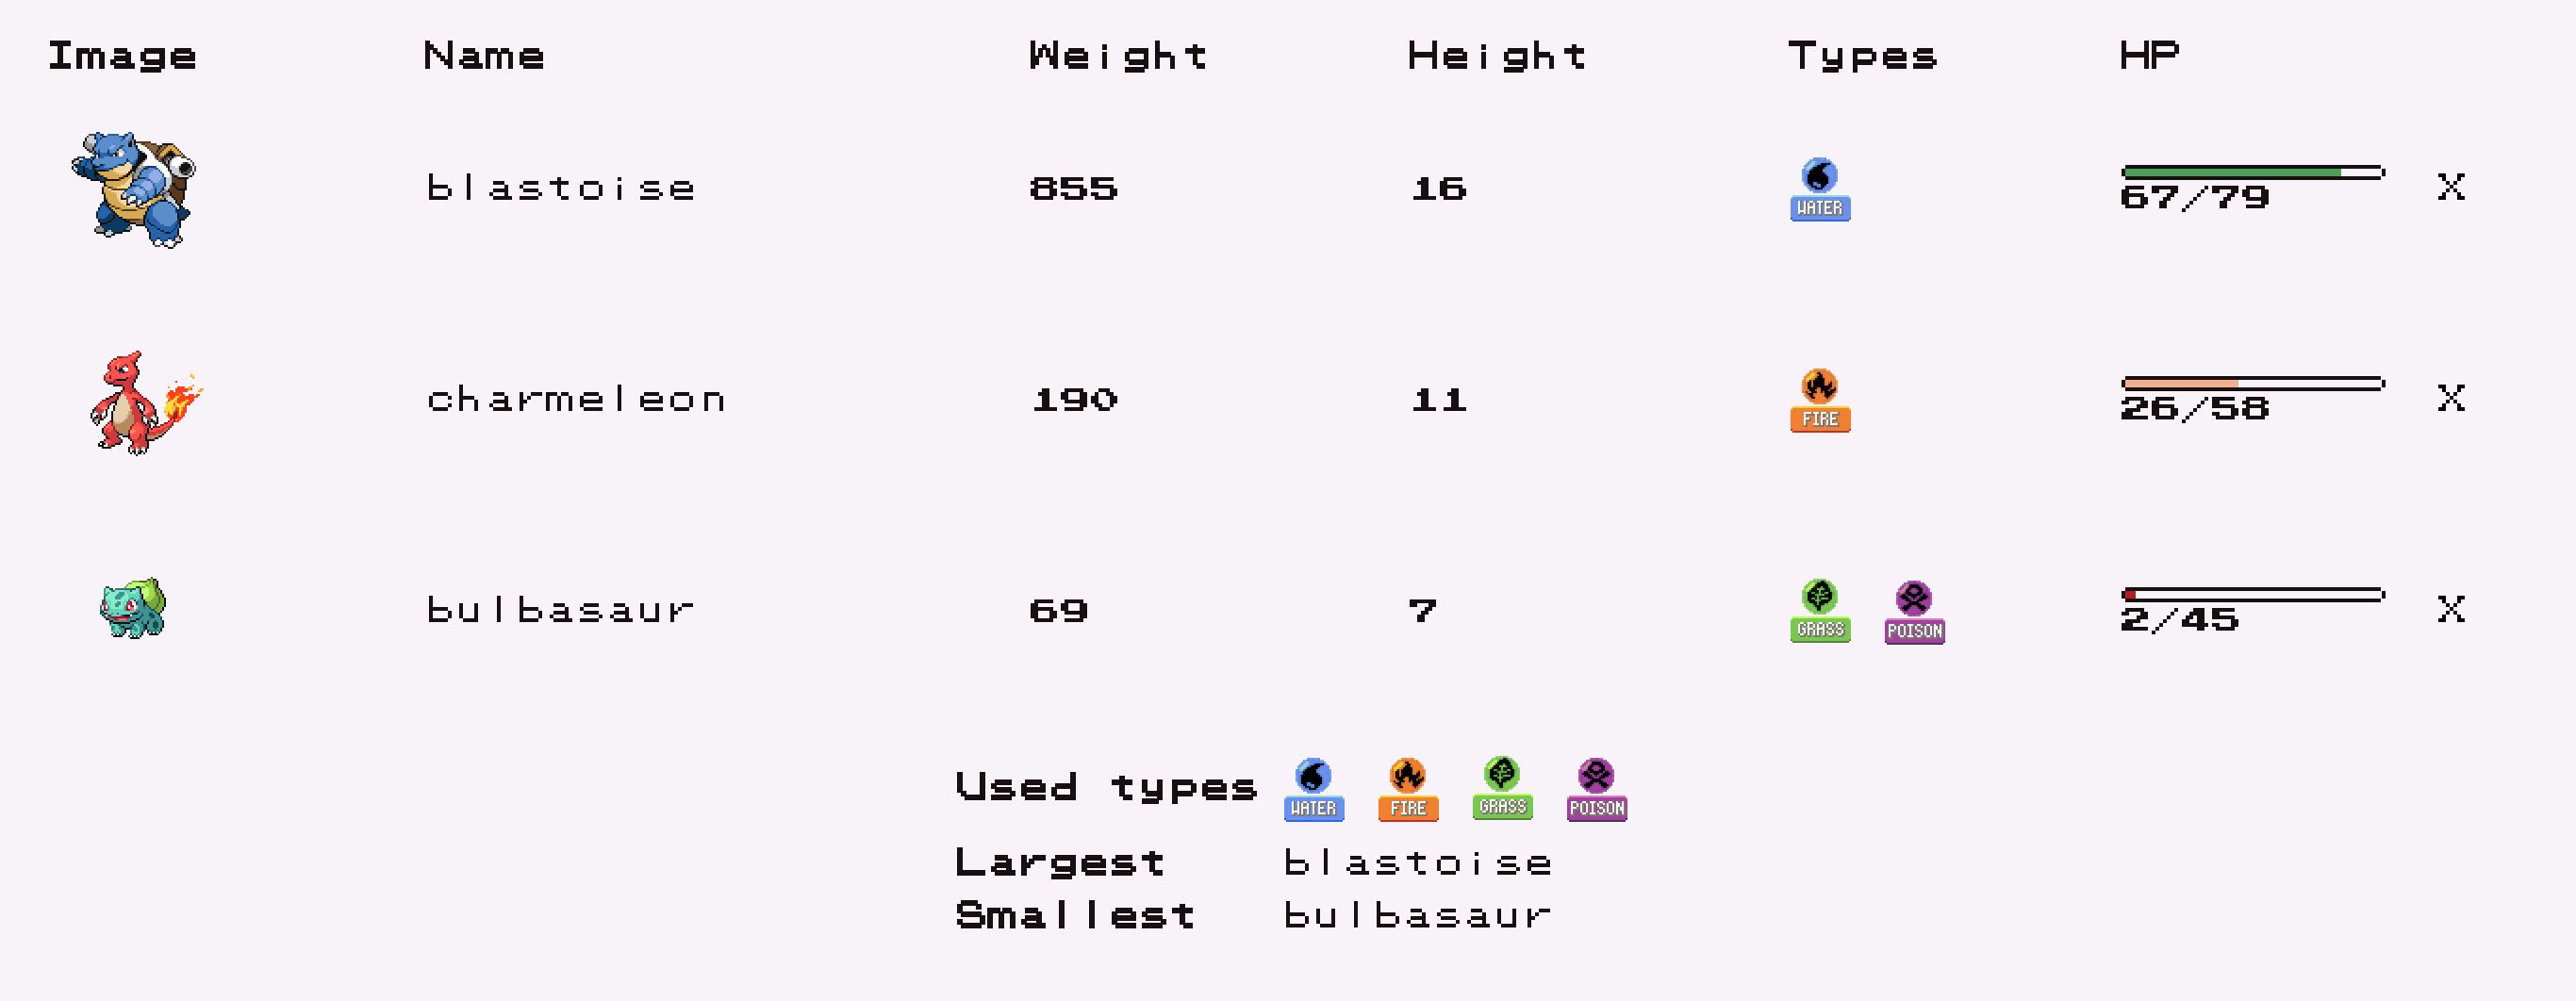 Image Name Weight Height Types HP
blastoise 855 16 WATER 67/79 X
charmeleon 190 11 FIRE 26/58 X
bulbasaur 69 7 GRASS POISON 2/45 X
Used types WATER FIRE GRASS POISON
Largest blastoise
Smallest bulbasaur